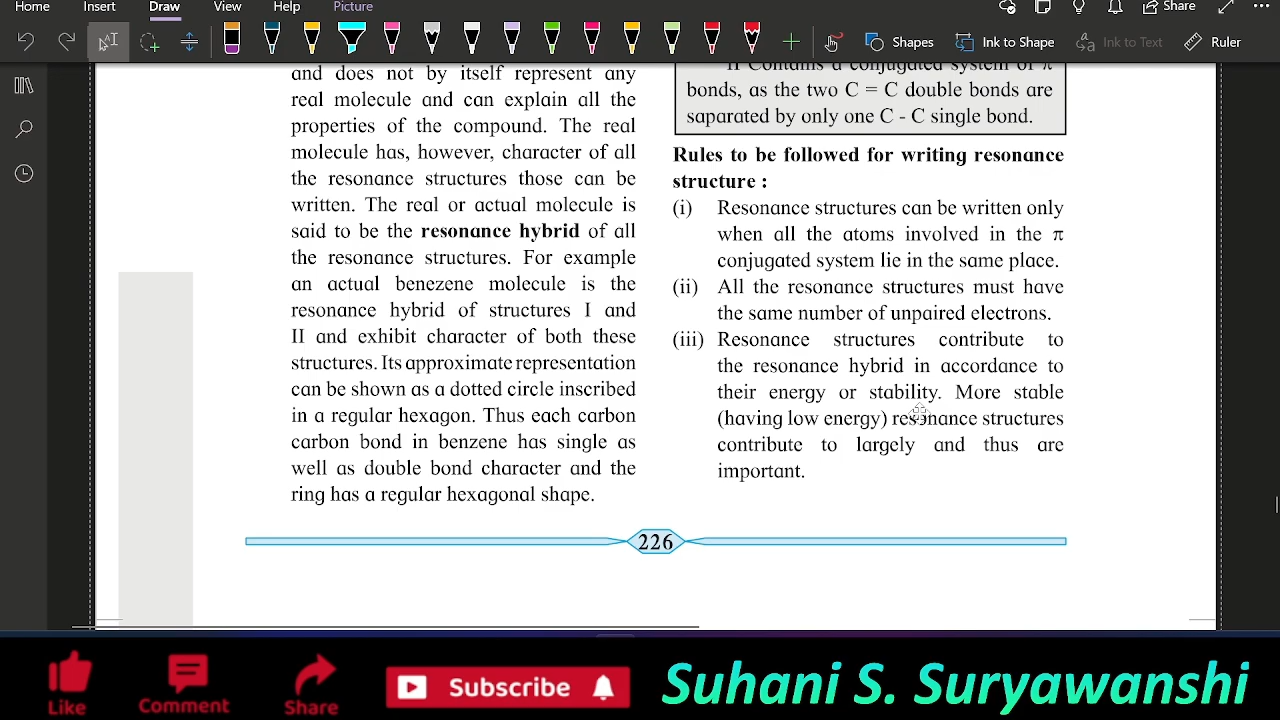 Home Insert Draw View Help Picture Share
Shapes Ink to Shape Ink to Text Ruler
and does not by itself represent any
real molecule and can explain all the
properties of the compound. The real
molecule has, however, character of all
the resonance structures those can be
written. The real or actual molecule is
said to be the resonance hybrid of all
the resonance structures. For example
an actual benezene molecule is the
resonance hybrid of structures I and
II and exhibit character of both these
structures. Its approximate representation
can be shown as a dotted circle inscribed
in a regular hexagon. Thus each carbon
carbon bond in benzene has single as
well as double bond character and the
ring has a regular hexagonal shape.
It Contains a conjugated system of π
bonds, as the two C = C double bonds are
saparated by only one C - C single bond.
Rules to be followed for writing resonance
structure :
(i) Resonance structures can be written only
when all the atoms involved in the π
conjugated system lie in the same place.
(ii) All the resonance structures must have
the same number of unpaired electrons.
(iii) Resonance structures contribute to
the resonance hybrid in accordance to
their energy or stability. More stable
(having low energy) resonance structures
contribute to largely and thus are
important.
226
Like Comment Share Subscribe Suhani S. Suryawanshi